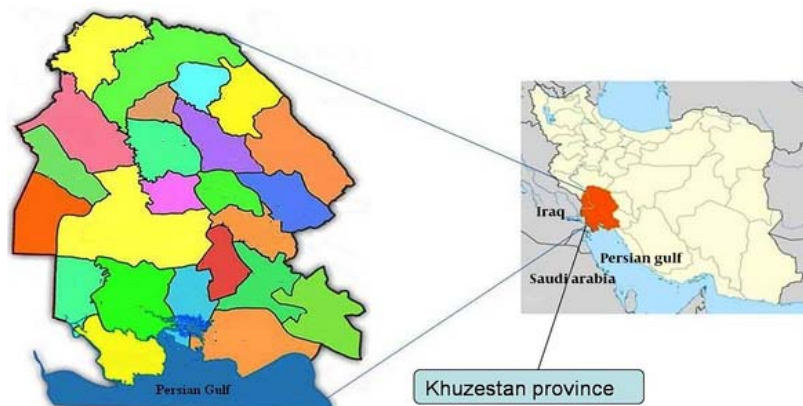 Iraq
Persian gulf
Saudi arabia
Persian Gulf
Khuzestan province